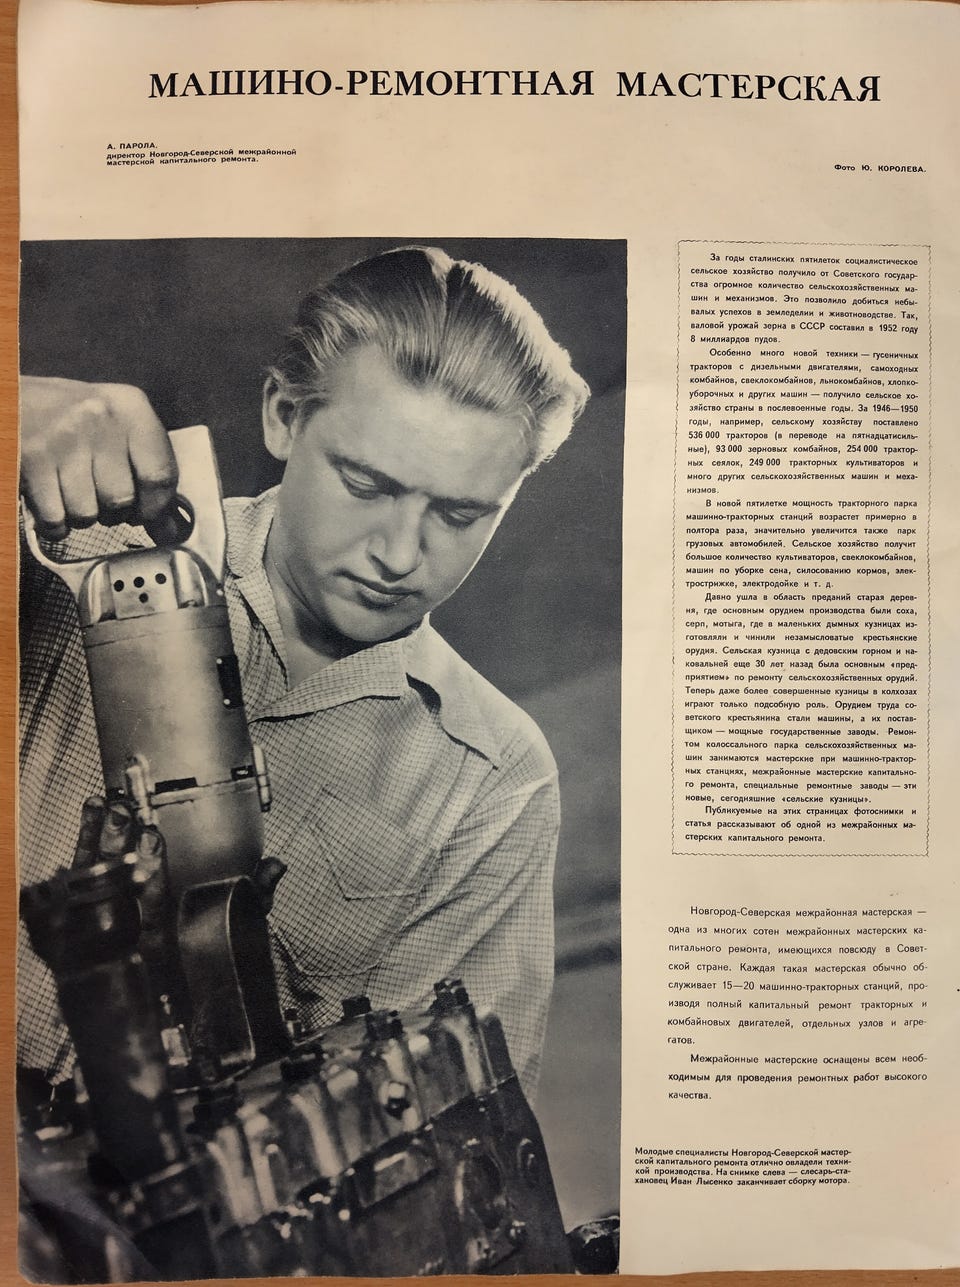 МАШИНО-РЕМОНТНАЯ МАСТЕРСКАЯ
А. ПАРОЛА,
директор Новгород-Северской межрайонной
мастерской капитального ремонта.
Фото Ю. КОРОЛЕВА.
За годы сталинских пятилеток социалистическое
сельское хозяйство получило от Советского государ-
ства огромное количество сельскохозяйственных ма-
шин и механизмов. Это позволило добиться небы-
валых успехов в земледелии и животноводстве. Так,
валовой урожай зерна в СССР составил в 1952 году
8 миллиардов пудов.
Особенно много новой техники — гусеничных
тракторов с дизельными двигателями, самоходных
комбайнов, свеклокомбайнов, льнокомбайнов, хлопко-
уборочных и других машин — получило сельское хо-
зяйство страны в послевоенные годы. За 1946—1950
годы, например, сельскому хозяйству поставлено
536 000 тракторов (в переводе на пятнадцатисиль-
ные), 93 000 зерновых комбайнов, 254 000 трактор-
ных сеялок, 249 000 тракторных культиваторов и
много других сельскохозяйственных машин и меха-
низмов.
В новой пятилетке мощность тракторного парка
машинно-тракторных станций возрастет примерно в
полтора раза, значительно увеличится также парк
грузовых автомобилей. Сельское хозяйство получит
большое количество культиваторов, свеклокомбайнов,
машин по уборке сена, силосованию кормов, элек-
трострижке, электродойке и т. д.
Давно ушла в область преданий старая дерев-
ня, где основным орудием производства были соха,
серп, мотыга, где в маленьких дымных кузницах из-
готовляли и чинили незамысловатые крестьянские
орудия. Сельская кузница с дедовским горном и на-
ковальней еще 30 лет назад была основным «пред-
приятием» по ремонту сельскохозяйственных орудий.
Теперь даже более совершенные кузницы в колхозах
играют только подсобную роль. Орудием труда со-
ветского крестьянина стали машины, а их постав-
щиком — мощные государственные заводы. Ремон-
том колоссального парка сельскохозяйственных ма-
шин занимаются мастерские при машинно-трактор-
ных станциях, межрайонные мастерские капитально-
го ремонта, специальные ремонтные заводы — эти
новые, сегодняшние «сельские кузницы».
Публикуемые на этих страницах фотоснимки и
статья рассказывают об одной из межрайонных ма-
стерских капитального ремонта.
Новгород-Северская межрайонная мастерская —
одна из многих сотен межрайонных мастерских ка-
питального ремонта, имеющихся повсюду в Совет-
ской стране. Каждая такая мастерская обычно об-
служивает 15—20 машинно-тракторных станций, про-
изводя полный капитальный ремонт тракторных и
комбайновых двигателей, отдельных узлов и агре-
гатов.
Межрайонные мастерские оснащены всем необ-
ходимым для проведения ремонтных работ высокого
качества.
Молодые специалисты Новгород-Северской мастер-
ской капитального ремонта отлично овладели техни-
кой производства. На снимке слева — слесарь-ста-
хановец Иван Лысенко заканчивает сборку мотора.